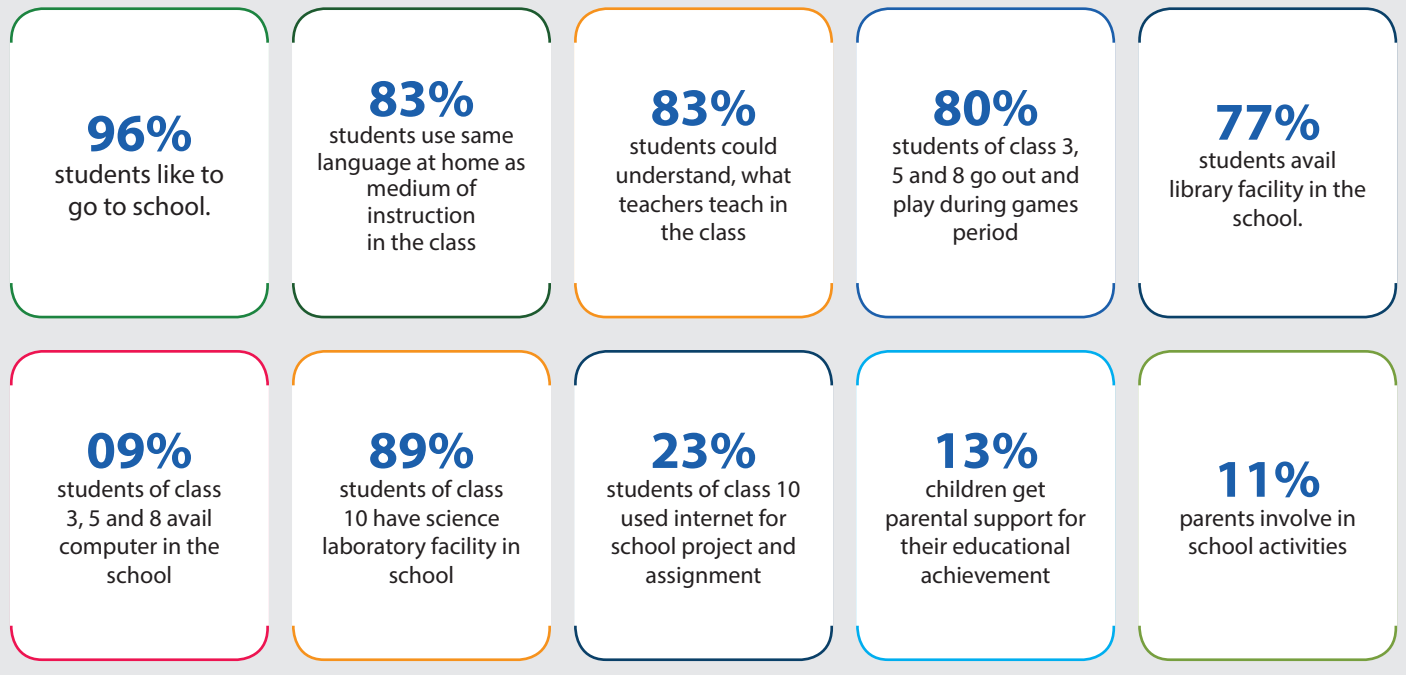 96%
students like to
go to school.
83%
students use same
language at home as
medium of
instruction
in the class
83%
students could
understand, what
teachers teach in
the class
80%
students of class 3,
5 and 8 go out and
play during games
period
77%
students avail
library facility in the
school.
09%
students of class
3, 5 and 8 avail
computer in the
school
89%
students of class
10 have science
laboratory facility in
school
23%
students of class 10
used internet for
school project and
assignment
13%
children get
parental support for
their educational
achievement
11%
parents involve in
school activities